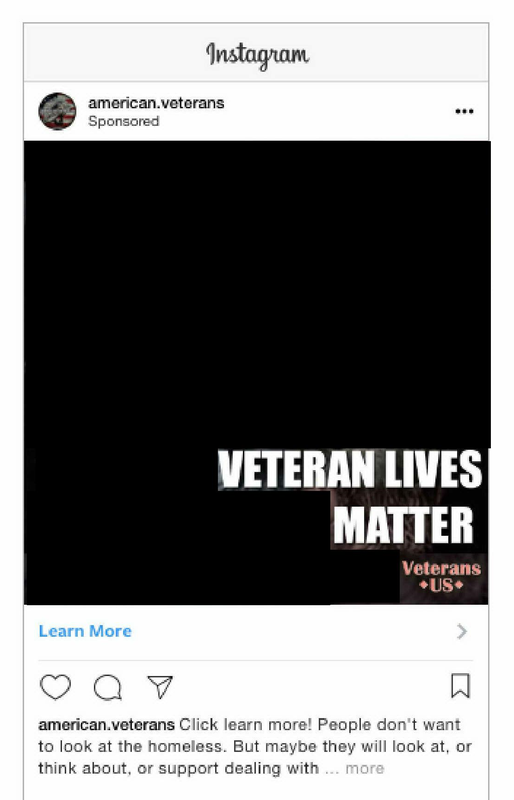 Instagram
american.veterans
Sponsored
VETERAN LIVES
MATTER
Veterans
US
Learn More
american.veterans Click learn more! People don't want
to look at the homeless. But maybe they will look at, or
think about, or support dealing with ... more